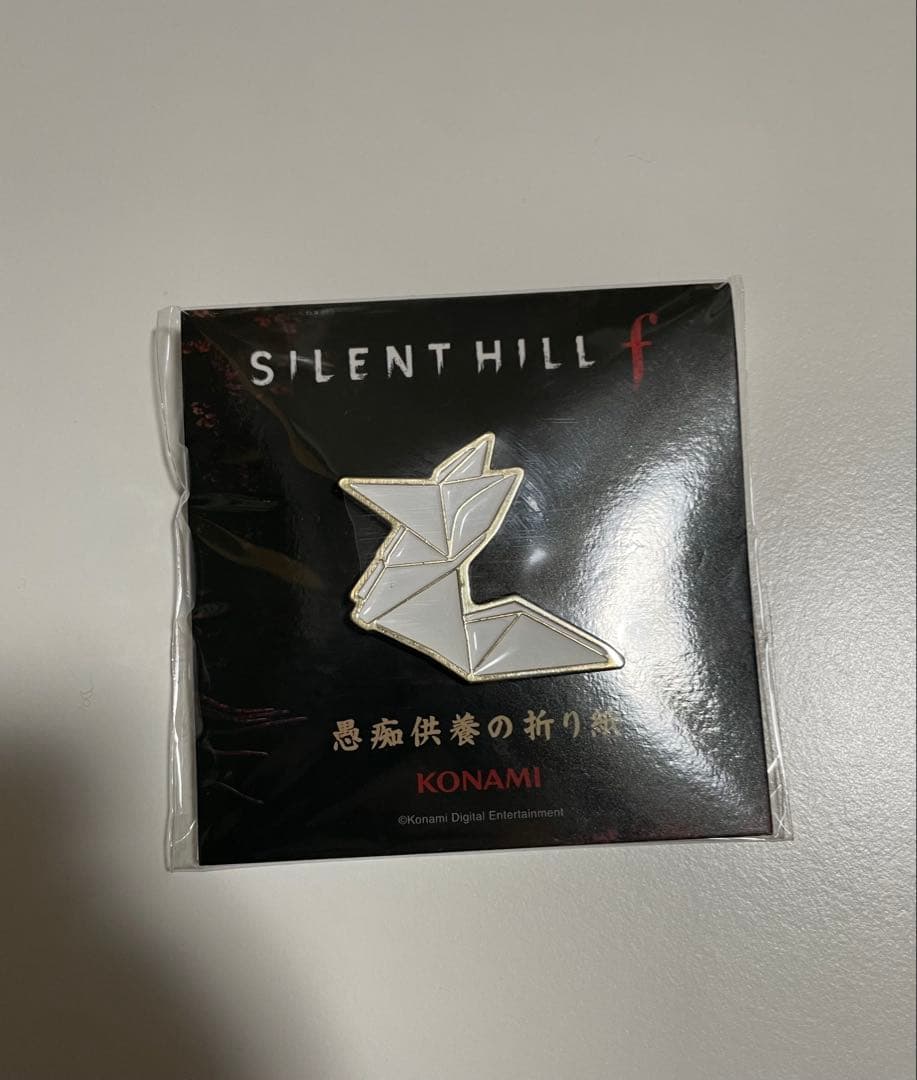 SILENT HILL f
愚痴供養の折り紙
KONAMI
©Konami Digital Entertainment